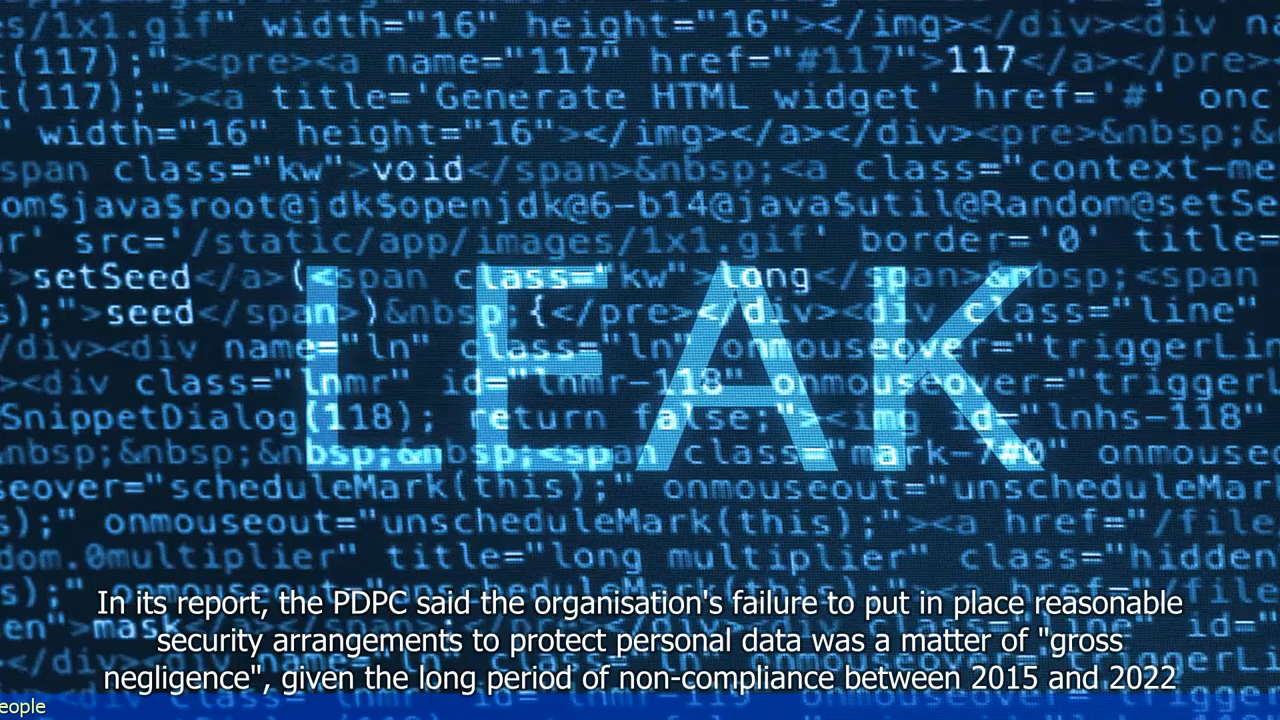 s/1x1.gif" width="16" height="16"></img></a></div><div na
t(117);"><pre><a name="117" href="#117">117</a></pre><
t(117);"><a title='Generate HTML widget' href='#' onc
" width="16" height="16"></img></a></div><pre>&nbsp;&
span class="kw">void</span>&nbsp;<a class="context-me
om$java$root@jdk$openjdk@6-b14@java$util@Random@setSe
r' src='/static/app/images/1x1.gif' border='0' title=
">setSeed</a>(<span class="kw">long</span>&nbsp;<span
s);">seed</span>)&nbsp;{</pre></div><div class="line"
/div><div name="ln" class="ln" onmouseover="triggerLin
><div class="lnmr" id="lnmr-118" onmouseover="triggerL
SnippetDialog(118); return false;"><img id="lnhs-118"
LEAK
nbsp;&nbsp;&nbsp;&nbsp;<span class="mark-7#0" onmouse
seover="scheduleMark(this);" onmouseout="unscheduleMar
s);" onmouseout="unscheduleMark(this);"><a href="/file
dom.0multiplier" title="long multiplier" class="hidden
In its report, the PDPC said the organisation's failure to put in place reasonable
security arrangements to protect personal data was a matter of "gross
negligence", given the long period of non-compliance between 2015 and 2022
eople